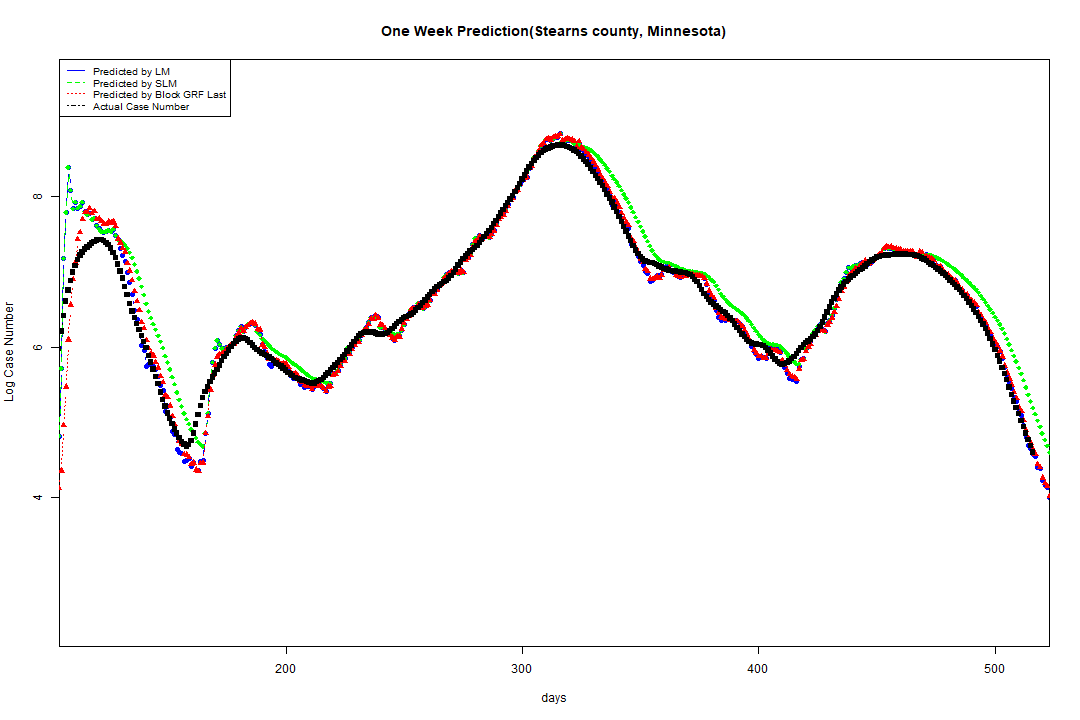 One Week Prediction(Stearns county, Minnesota)
Predicted by LM
Predicted by SLM
Predicted by Block GRF Last
Actual Case Number
Log Case Number
8
6
4
200 300 400 500
days